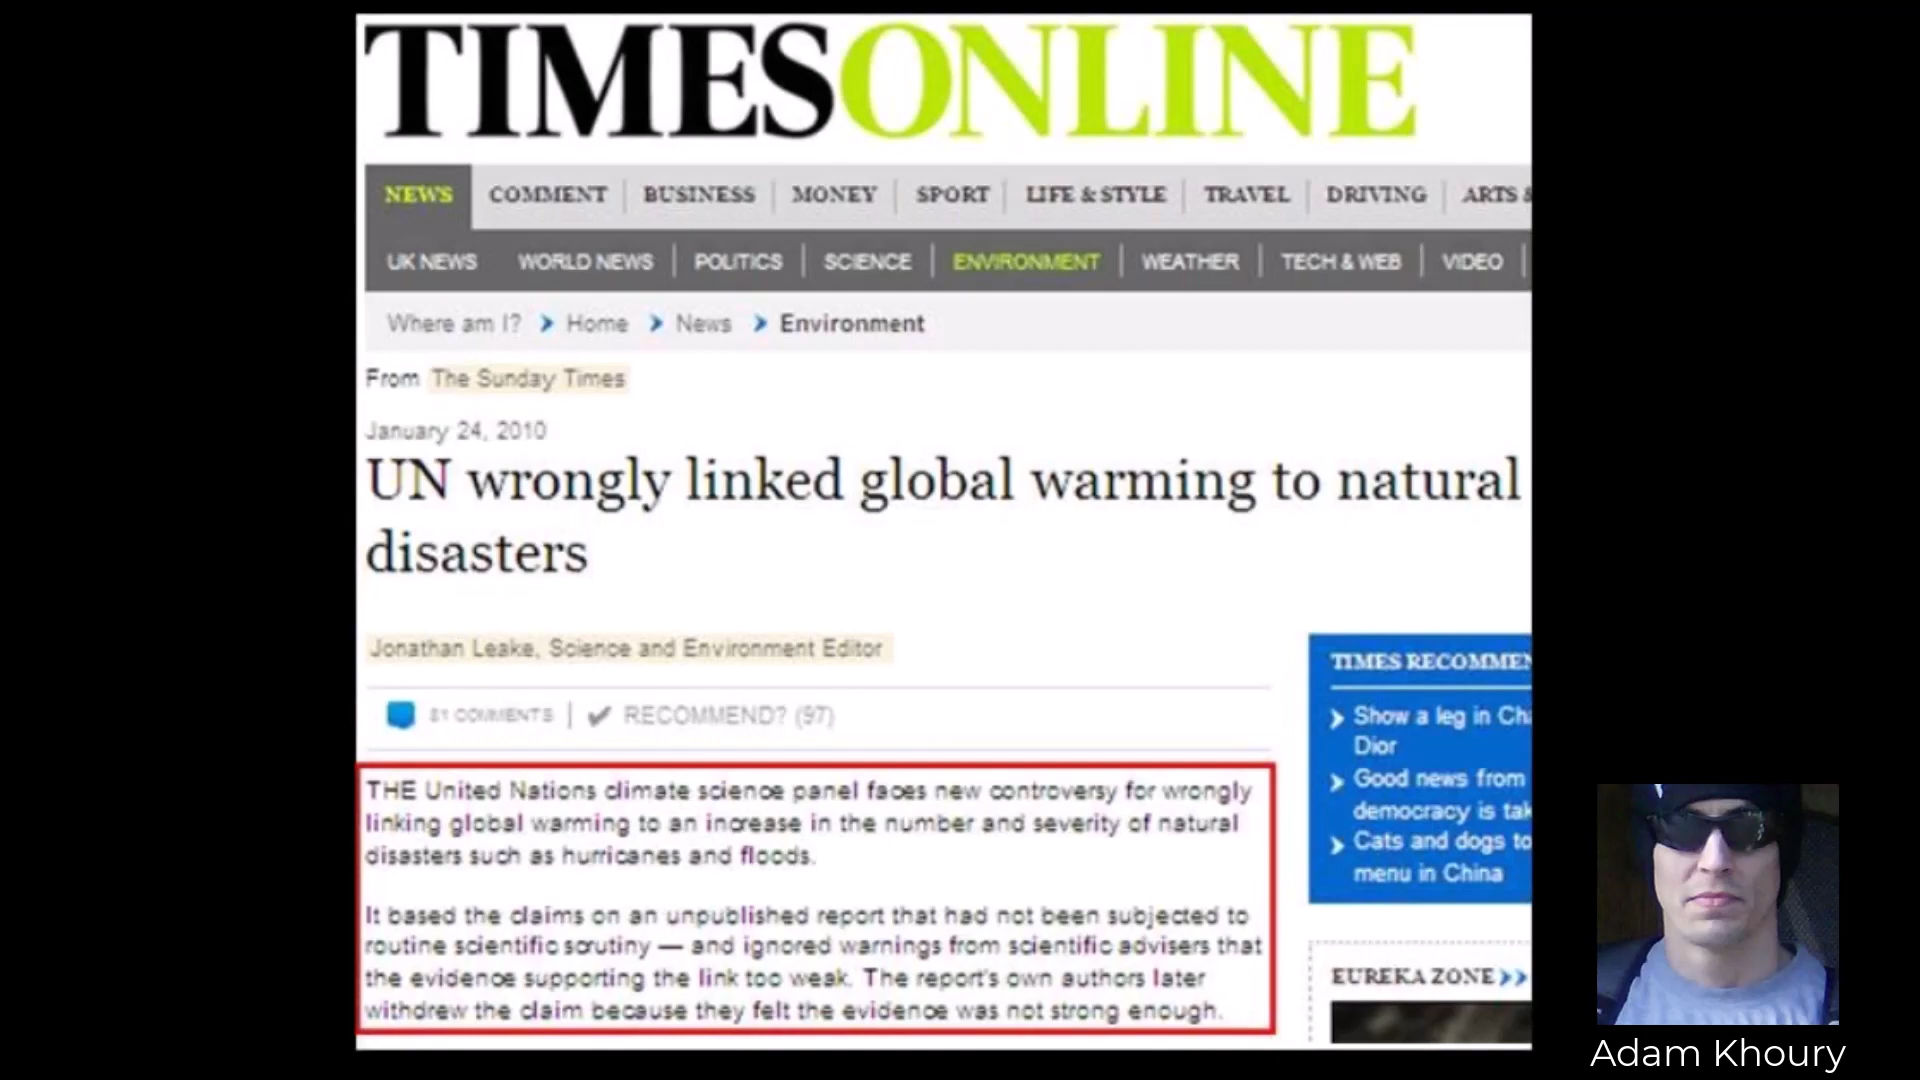 TIMESONLINE
NEWS COMMENT BUSINESS MONEY SPORT LIFE & STYLE TRAVEL DRIVING ARTS &
UK NEWS WORLD NEWS POLITICS SCIENCE ENVIRONMENT WEATHER TECH & WEB VIDEO
Where am I? Home News Environment
From The Sunday Times
January 24, 2010
UN wrongly linked global warming to natural
disasters
Jonathan Leake, Science and Environment Editor
COMMENTS RECOMMEND? (97)
THE United Nations climate science panel faces new controversy for wrongly
linking global warming to an increase in the number and severity of natural
disasters such as hurricanes and floods.
It based the claims on an unpublished report that had not been subjected to
routine scientific scrutiny — and ignored warnings from scientific advisers that
the evidence supporting the link too weak. The report's own authors later
withdrew the claim because they felt the evidence was not strong enough.
TIMES RECOMMEN
Show a leg in Cha
Dior
Good news from
democracy is tak
Cats and dogs to
menu in China
EUREKA ZONE
Adam Khoury